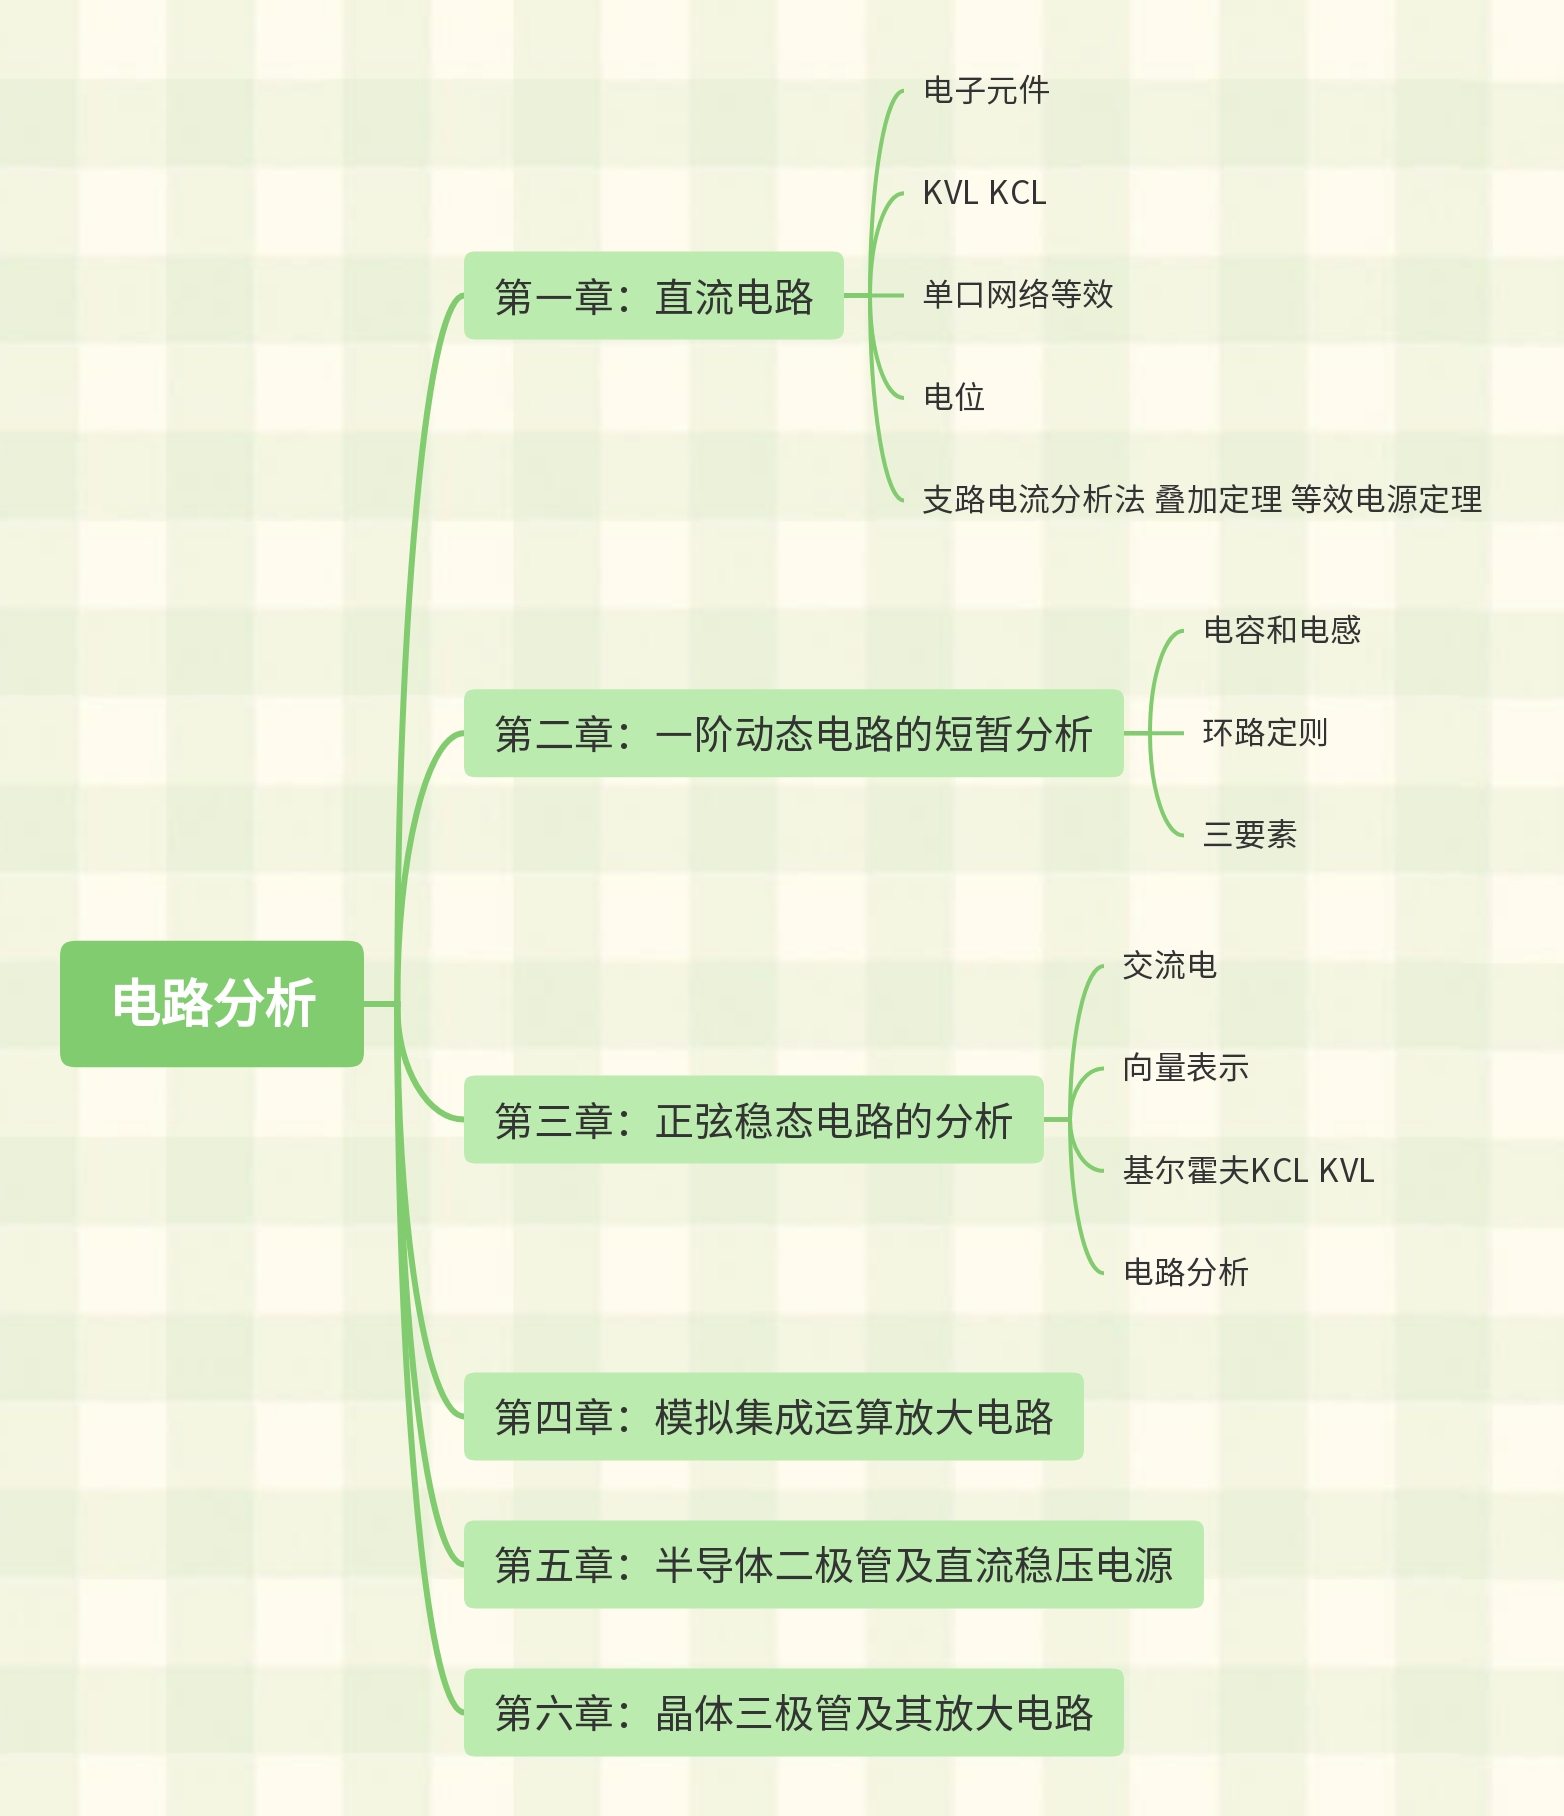 电子元件
KVL KCL
第一章：直流电路
单口网络等效
电位
支路电流分析法 叠加定理 等效电源定理
电容和电感
第二章：一阶动态电路的短暂分析
环路定则
三要素
电路分析
交流电
向量表示
第三章：正弦稳态电路的分析
基尔霍夫KCL KVL
电路分析
第四章：模拟集成运算放大电路
第五章：半导体二极管及直流稳压电源
第六章：晶体三极管及其放大电路